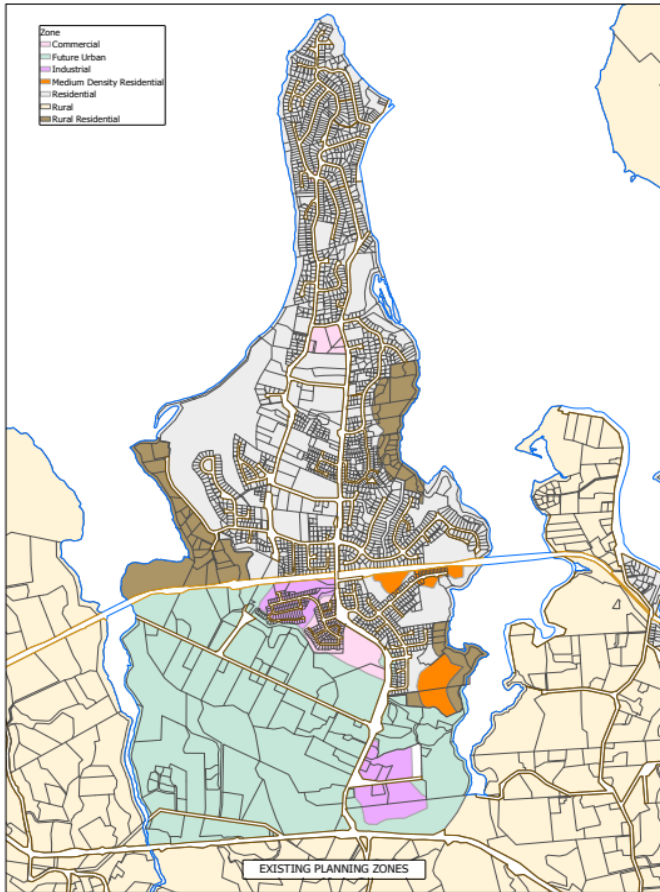 Zone
Commercial
Future Urban
Industrial
Medium Density Residential
Residential
Rural
Rural Residential
EXISTING PLANNING ZONES